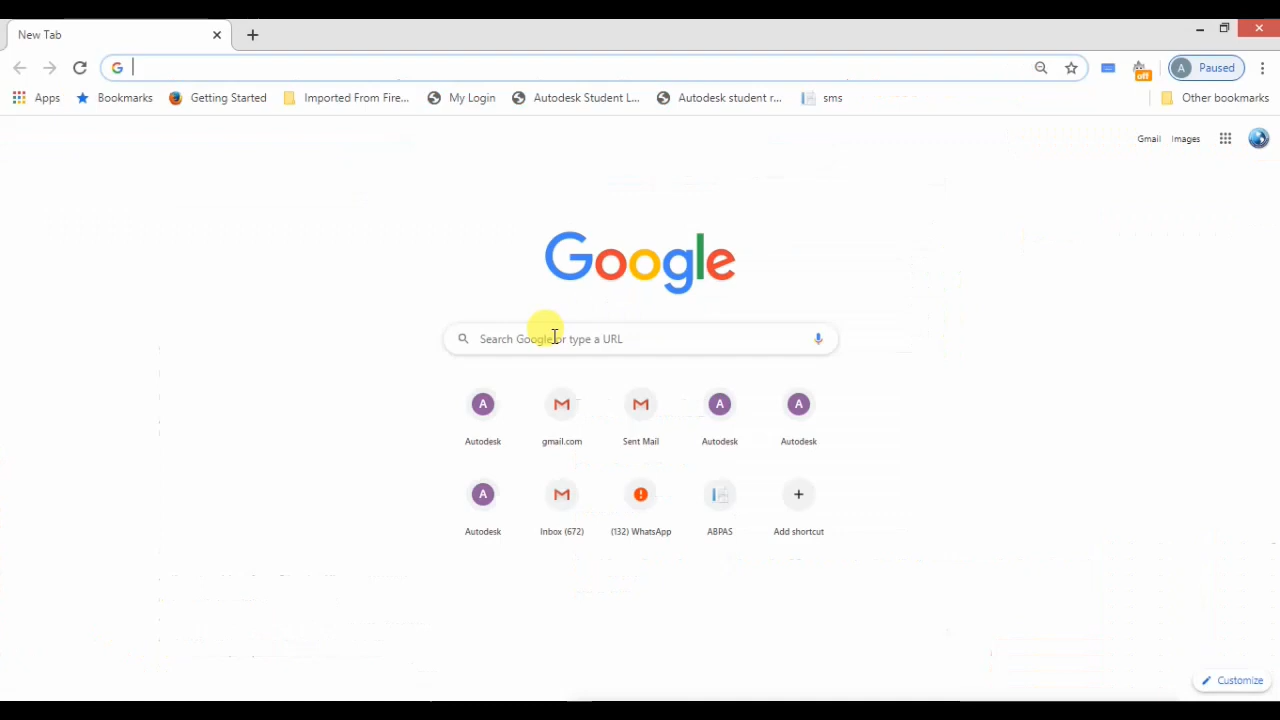 New Tab
A Paused
off
Apps Bookmarks Getting Started Imported From Fire... My Login Autodesk Student L... Autodesk student r... sms Other bookmarks
Gmail Images
Google
Search Google or type a URL
A A A
Autodesk gmail.com Sent Mail Autodesk Autodesk
A
Autodesk Inbox (672) (132) WhatsApp ABPAS Add shortcut
Customize